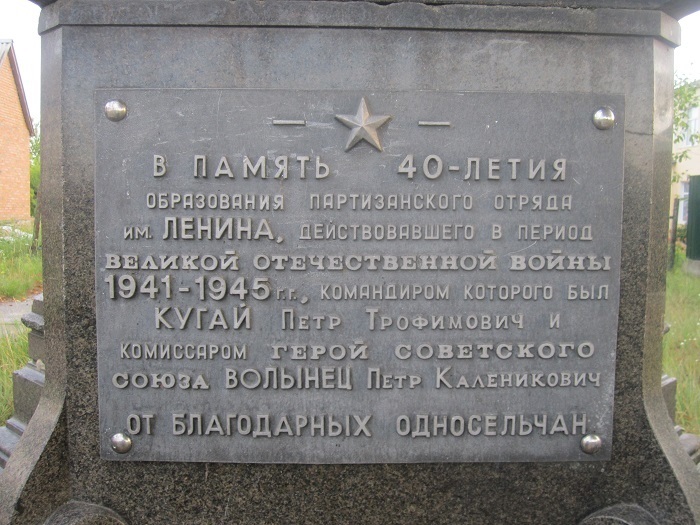 В ПАМЯТЬ 40-ЛЕТИЯ
ОБРАЗОВАНИЯ ПАРТИЗАНСКОГО ОТРЯДА
ИМ. ЛЕНИНА, ДЕЙСТВОВАВШЕГО В ПЕРИОД
ВЕЛИКОЙ ОТЕЧЕСТВЕННОЙ ВОЙНЫ
1941-1945 г.г., КОМАНДИРОМ КОТОРОГО БЫЛ
КУГАЙ ПЕТР ТРОФИМОВИЧ И
КОМИССАРОМ ГЕРОЙ СОВЕТСКОГО
СОЮЗА ВОЛЫНЕЦ ПЕТР КАЛЕНИКОВИЧ
ОТ БЛАГОДАРНЫХ ОДНОСЕЛЬЧАН